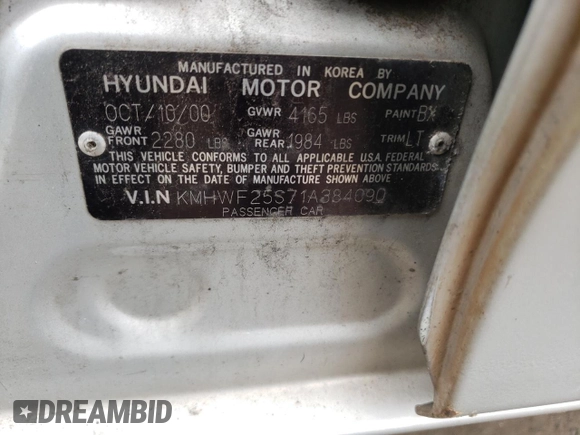 MANUFACTURED IN KOREA BY
HYUNDAI MOTOR COMPANY
OCT/10/00 GVWR 4165 LBS PAINT BX
GAWR FRONT 2280 LBS GAWR REAR 1984 LBS TRIM LT
THIS VEHICLE CONFORMS TO ALL APPLICABLE U.S.A. FEDERAL
MOTOR VEHICLE SAFETY, BUMPER AND THEFT PREVENTION STANDARDS
IN EFFECT ON THE DATE OF MANUFACTURE SHOWN ABOVE.
V.I.N KMHWF25S71A384090
PASSENGER CAR
DREAMBID